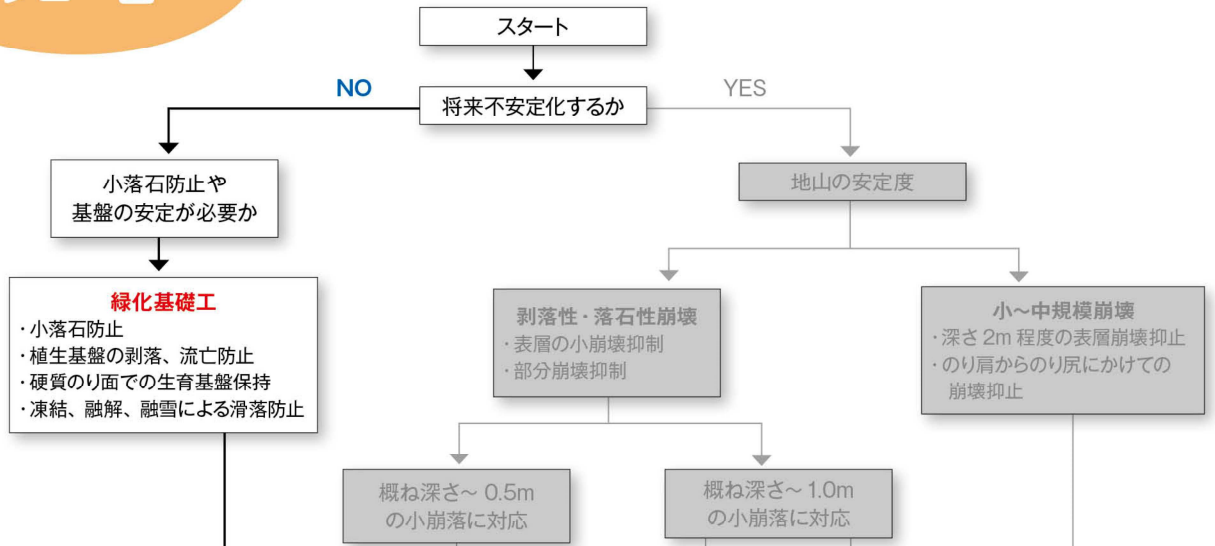 スタート
NO
YES
将来不安定化するか
小落石防止や
基盤の安定が必要か
地山の安定度
緑化基礎工
・小落石防止
・植生基盤の剥落、流亡防止
・硬質のり面での生育基盤保持
・凍結、融解、融雪による滑落防止
剥落性・落石性崩壊
・表層の小崩壊抑制
・部分崩壊抑制
小～中規模崩壊
・深さ 2m 程度の表層崩壊抑止
・のり肩からのり尻にかけての
崩壊抑止
概ね深さ～ 0.5m
の小崩落に対応
概ね深さ～ 1.0m
の小崩落に対応